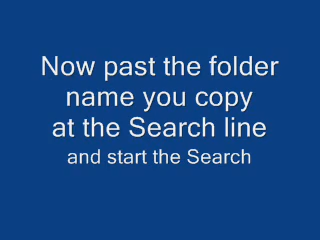 Now past the folder
name you copy
at the Search line
and start the Search